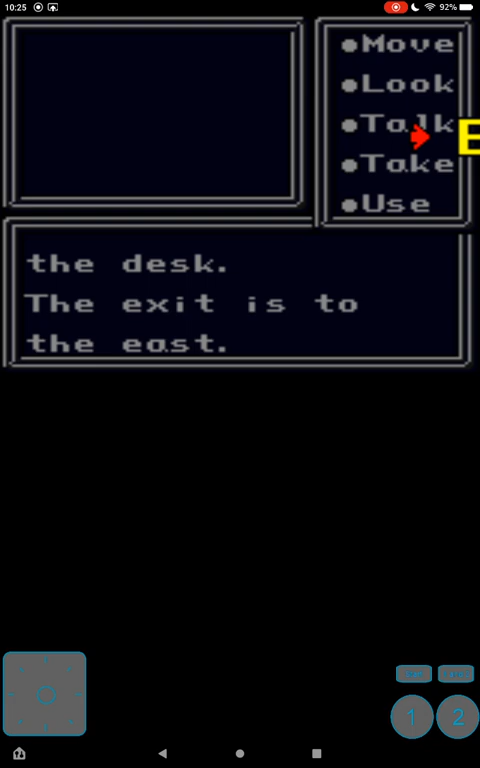 10:25
92%
●Move
●Look
●Talk
E
●Take
●Use
the desk.
The exit is to
the east.
1
2